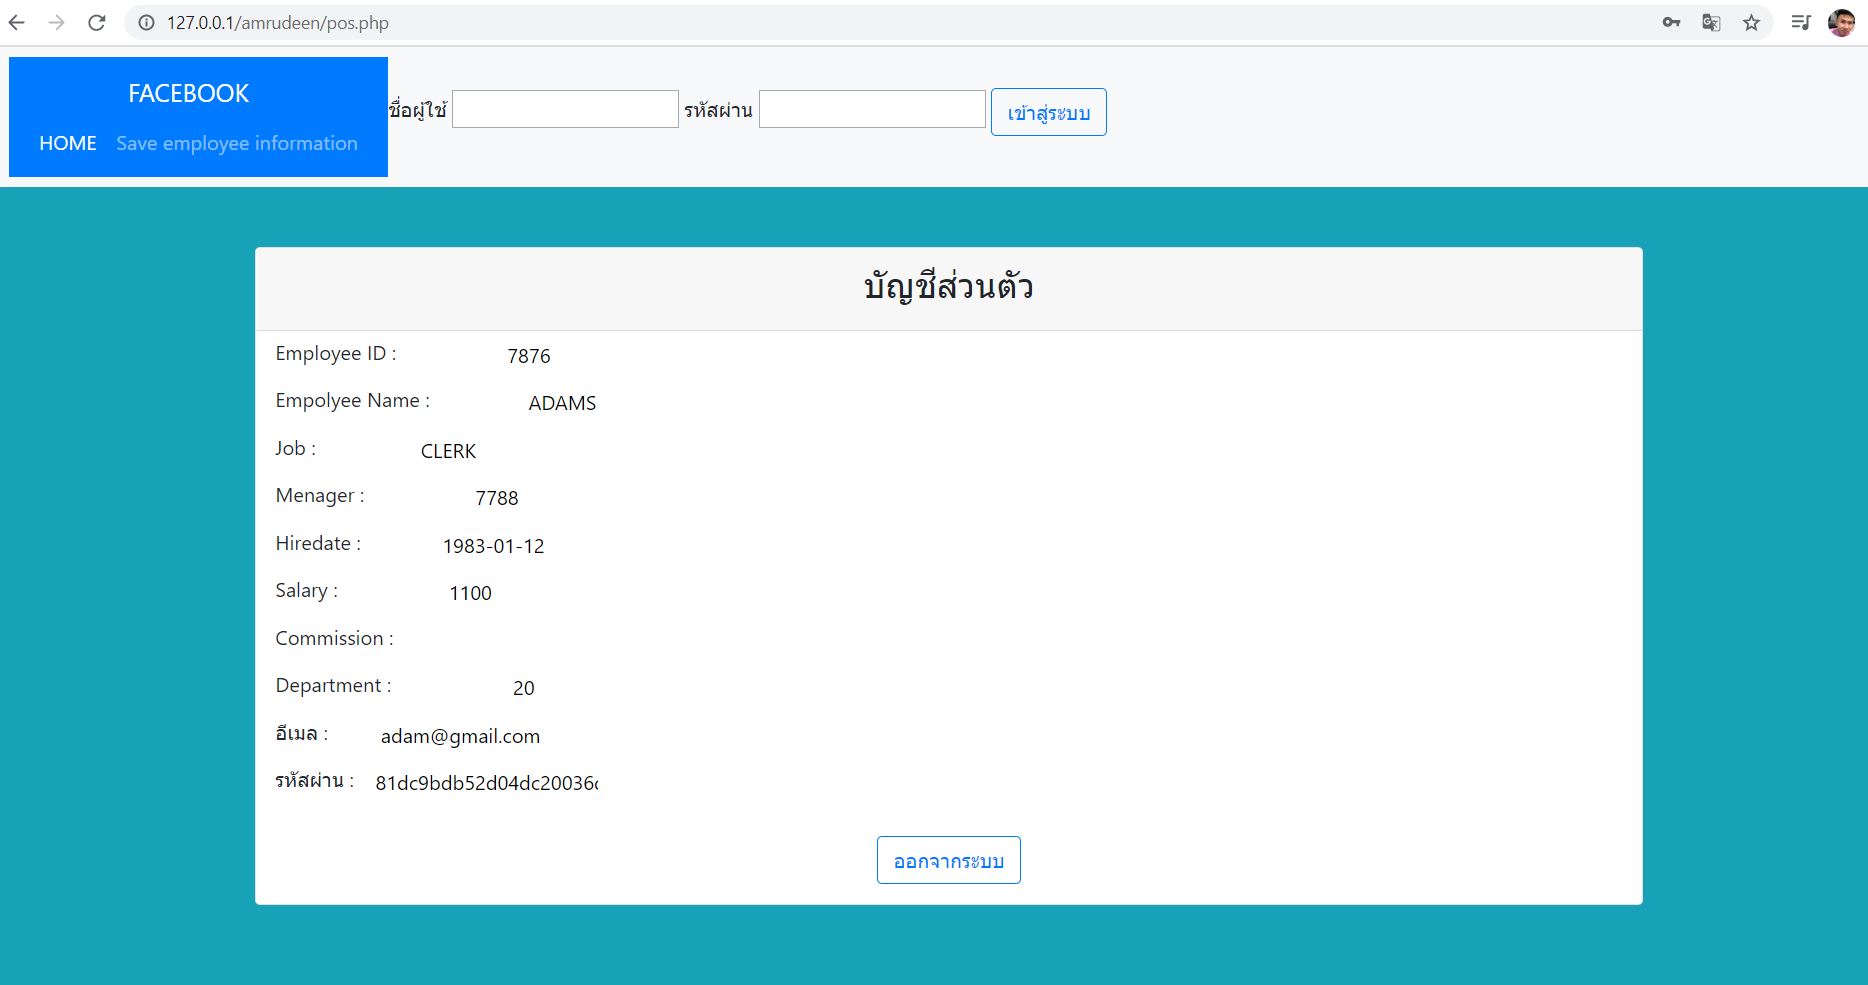 127.0.0.1/amrudeen/pos.php
FACEBOOK
HOME Save employee information
ชื่อผู้ใช้ รหัสผ่าน เข้าสู่ระบบ
บัญชีส่วนตัว
Employee ID : 7876
Empolyee Name : ADAMS
Job : CLERK
Menager : 7788
Hiredate : 1983-01-12
Salary : 1100
Commission :
Department : 20
อีเมล : adam@gmail.com
รหัสผ่าน : 81dc9bdb52d04dc20036
ออกจากระบบ